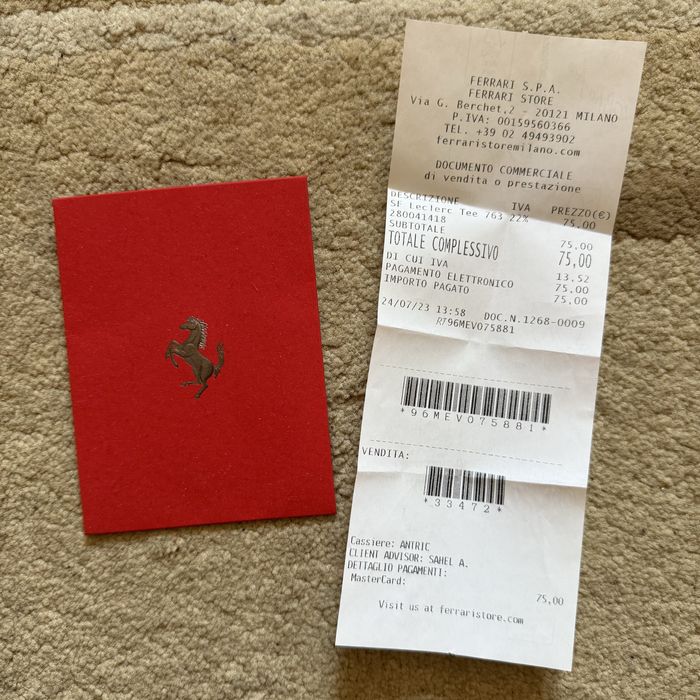 FERRARI S.P.A.
FERRARI STORE
Via G. Berchet,2 - 20121 MILANO
P.IVA: 00159560366
TEL. +39 02 49493902
ferraristoremilano.com
DOCUMENTO COMMERCIALE
di vendita o prestazione
DESCRIZIONE IVA PREZZO(€)
SF Leclerc Tee 763 22% 75,00
280041418
SUBTOTALE 75,00
TOTALE COMPLESSIVO 75,00
DI CUI IVA 13,52
PAGAMENTO ELETTRONICO 75,00
IMPORTO PAGATO 75,00
24/07/23 13:58 DOC.N.1268-0009
RT96MEV075881
*96MEV075881*
VENDITA:
*33472*
Cassiere: ANTRIC
CLIENT ADVISOR: SAHEL A.
DETTAGLIO PAGAMENTI:
MasterCard: 75,00
Visit us at ferraristore.com